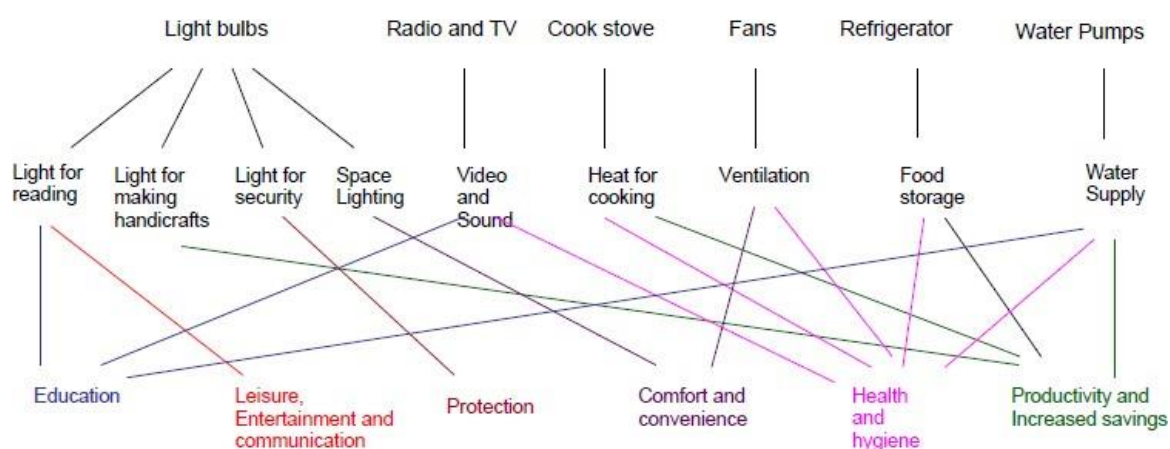 Light bulbs
Radio and TV
Cook stove
Fans
Refrigerator
Water Pumps
Light for
reading
Light for
making
handicrafts
Light for
security
Space
Lighting
Video
and
Sound
Heat for
cooking
Ventilation
Food
storage
Water
Supply
Education
Leisure,
Entertainment and
communication
Protection
Comfort and
convenience
Health
and
hygiene
Productivity and
Increased savings